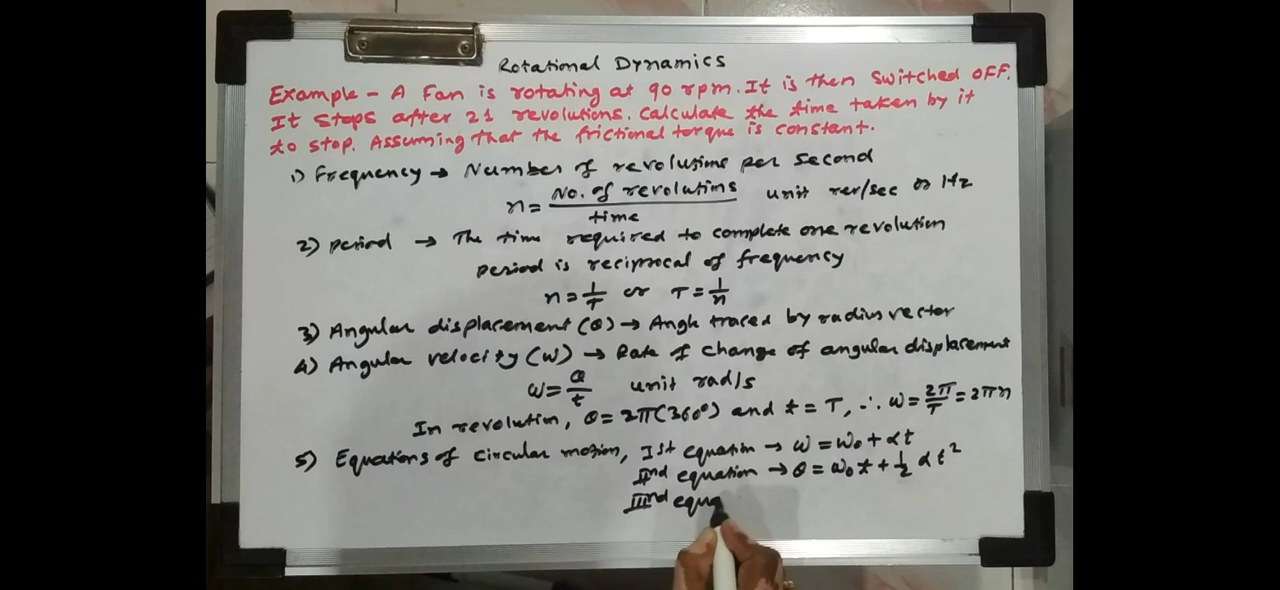 Rotational Dynamics
Example - A Fan is rotating at 90 rpm. It is then switched OFF.
It stops after 21 revolutions. Calculate the time taken by it
to stop. Assuming that the frictional torque is constant.
1) Frequency → Number of revolutions per second
n = No. of revolutions / time unit rev/sec or Hz
2) Period → The time required to complete one revolution
Period is reciprocal of frequency
n = 1/T or T = 1/n
3) Angular displacement (θ) → Angle traced by radius vector
4) Angular velocity (ω) → Rate of change of angular displacement
ω = θ/t unit rad/s
In revolution, θ = 2π(360°) and t = T, ∴ ω = 2π/T = 2πn
5) Equations of circular motion, Ist equation → ω = ω₀ + αt
IInd equation → θ = ω₀t + 1/2 αt²
IIInd equa